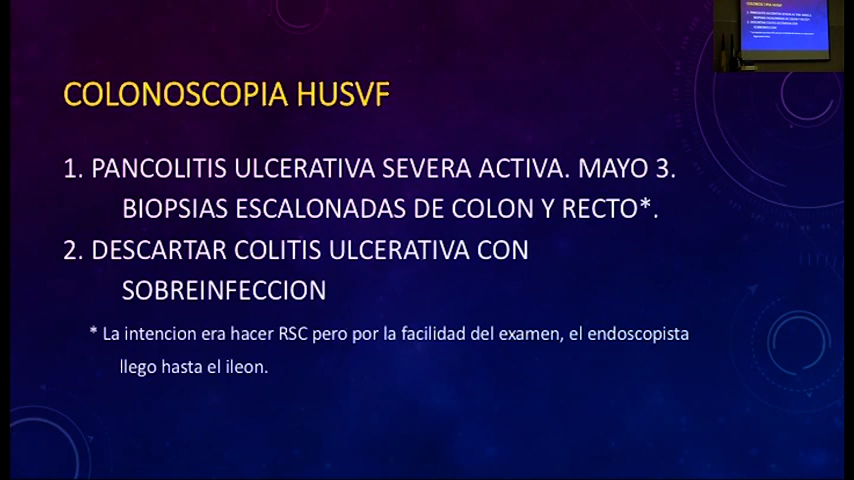 COLONOSCOPIA HUSVF
1. PANCOLITIS ULCERATIVA SEVERA ACTIVA. MAYO 3.
BIOPSIAS ESCALONADAS DE COLON Y RECTO*.
2. DESCARTAR COLITIS ULCERATIVA CON
SOBREINFECCION
* La intencion era hacer RSC pero por la facilidad del examen, el endoscopista
llego hasta el ileon.